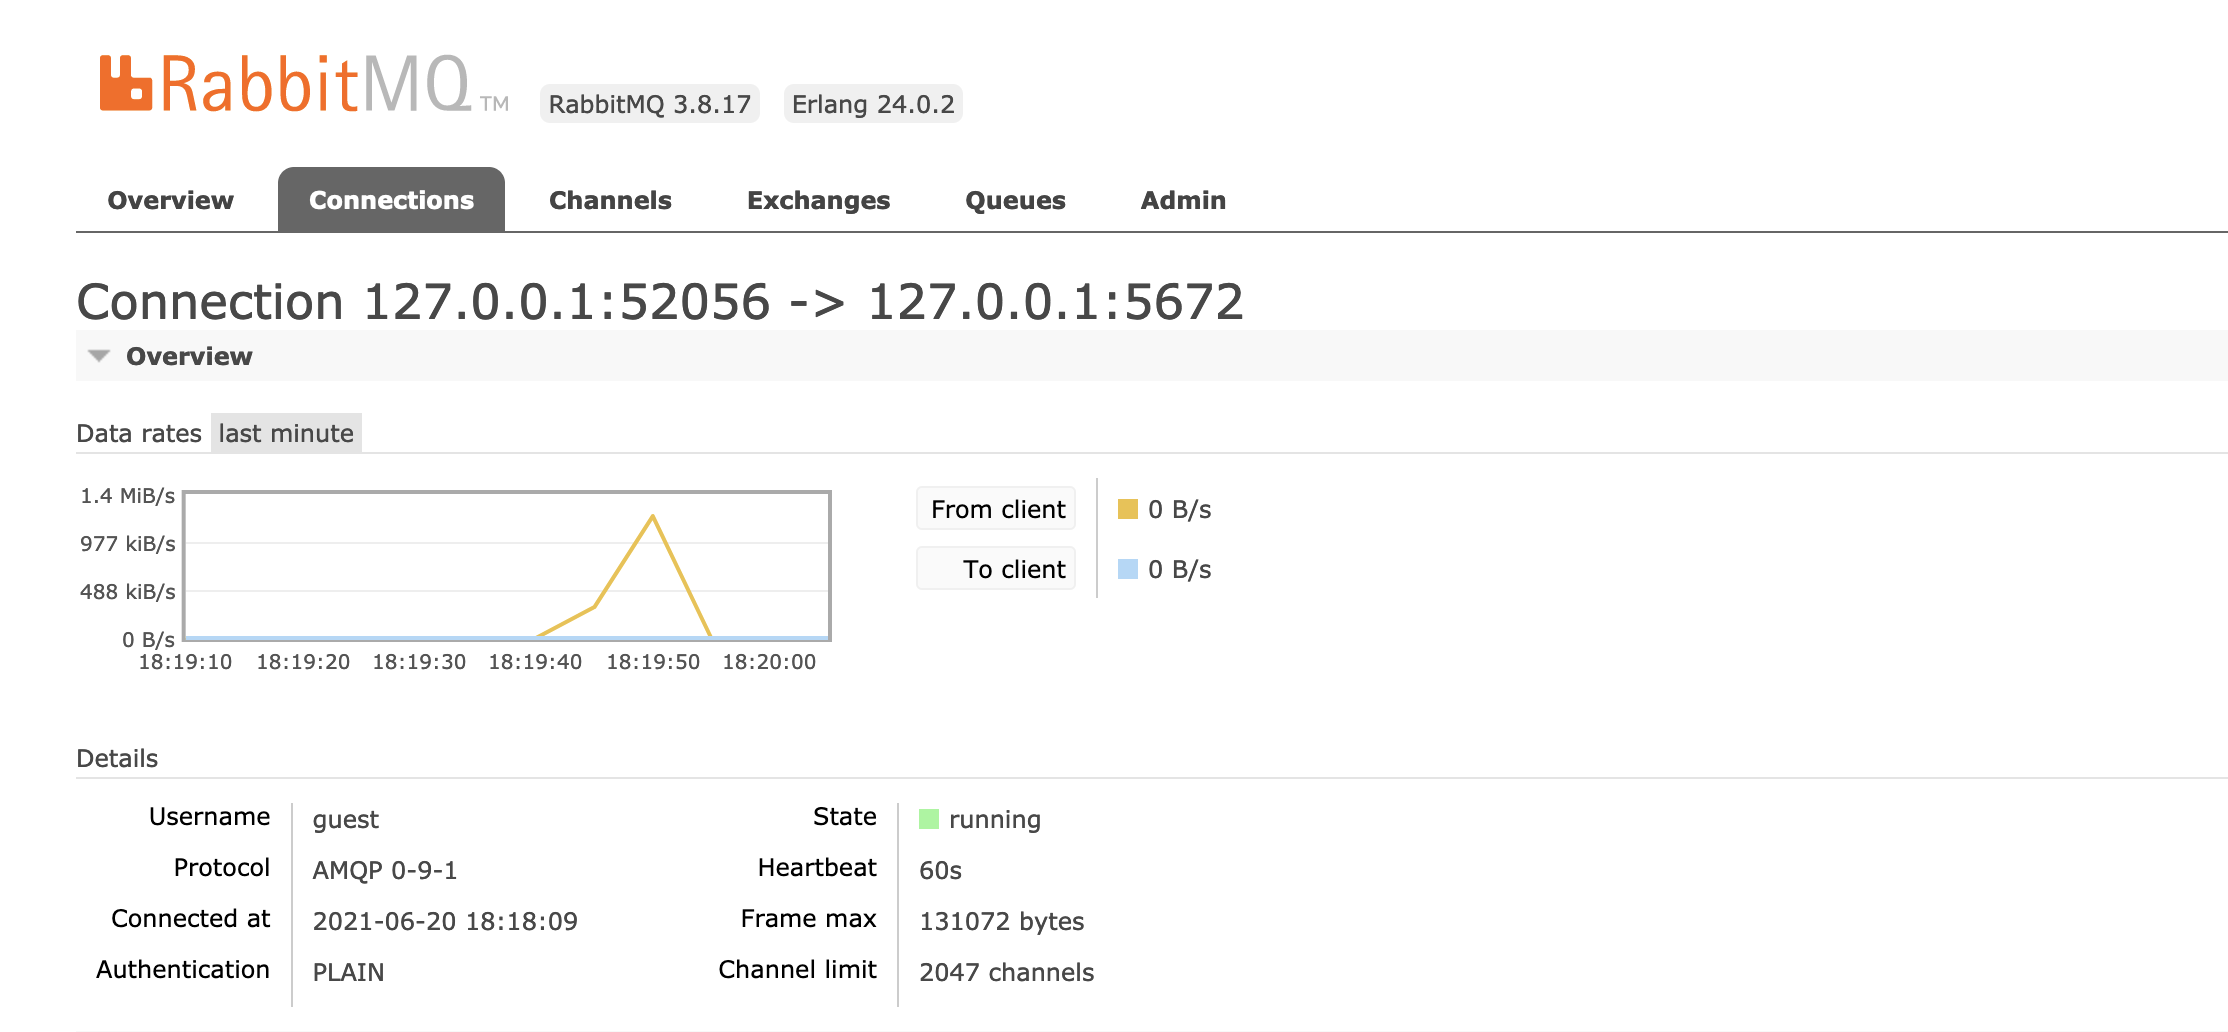 RabbitMQ TM RabbitMQ 3.8.17 Erlang 24.0.2
Overview Connections Channels Exchanges Queues Admin
Connection 127.0.0.1:52056 -> 127.0.0.1:5672
Overview
Data rates last minute
1.4 MiB/s
977 kiB/s
488 kiB/s
0 B/s
18:19:10 18:19:20 18:19:30 18:19:40 18:19:50 18:20:00
From client 0 B/s
To client 0 B/s
Details
Username guest
Protocol AMQP 0-9-1
Connected at 2021-06-20 18:18:09
Authentication PLAIN
State running
Heartbeat 60s
Frame max 131072 bytes
Channel limit 2047 channels